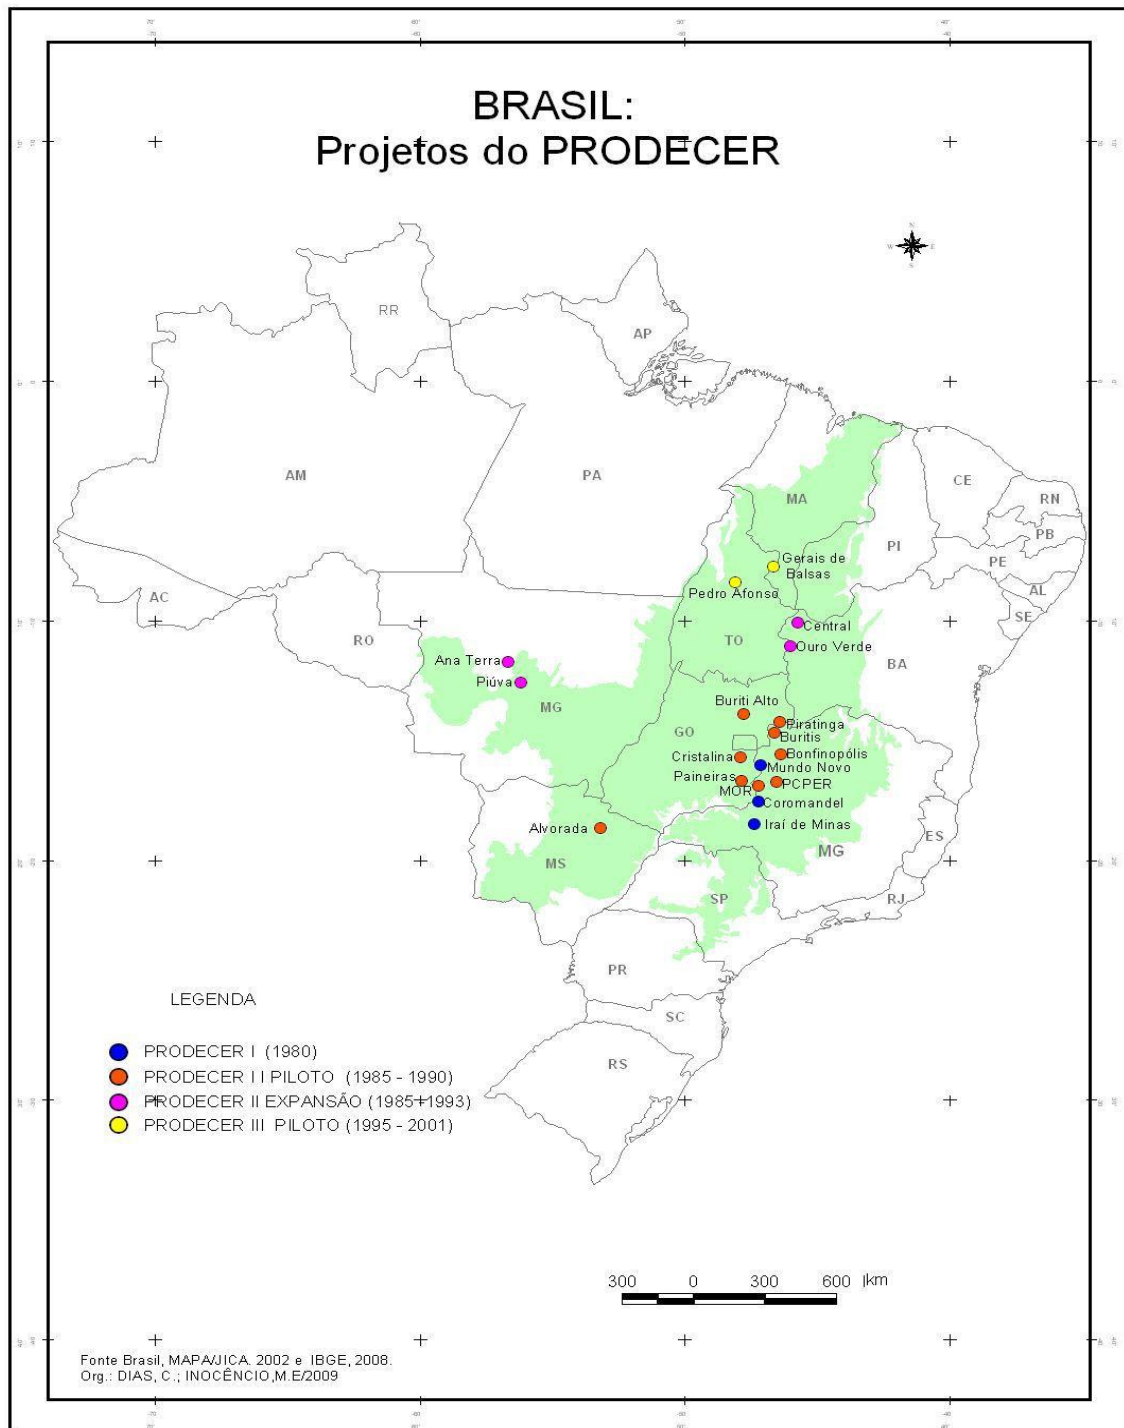 BRASIL:
Projetos do PRODECER
N
W E
S
RR
AP
AM
PA
MA
CE
RN
PB
PI
PE
AL
SE
AC
RO
TO
BA
Gerais de
Balsas
Pedro Afonso
Central
Ouro Verde
Ana Terra
Piúva
MG
Buriti Alto
GO
Piratinga
Buritis
Cristalina
Bonfinopólis
Mundo Novo
Paineiras
MOR
PCPER
Coromandel
Alvorada
Iraí de Minas
MS
MG
ES
SP
RJ
PR
SC
RS
LEGENDA
PRODECER I (1980)
PRODECER I I PILOTO (1985 - 1990)
PRODECER II EXPANSÃO (1985-1993)
PRODECER III PILOTO (1995 - 2001)
300 0 300 600 km
Fonte Brasil, MAPA/JICA. 2002 e IBGE, 2008.
Org.: DIAS, C.; INOCÊNCIO,M.E/2009